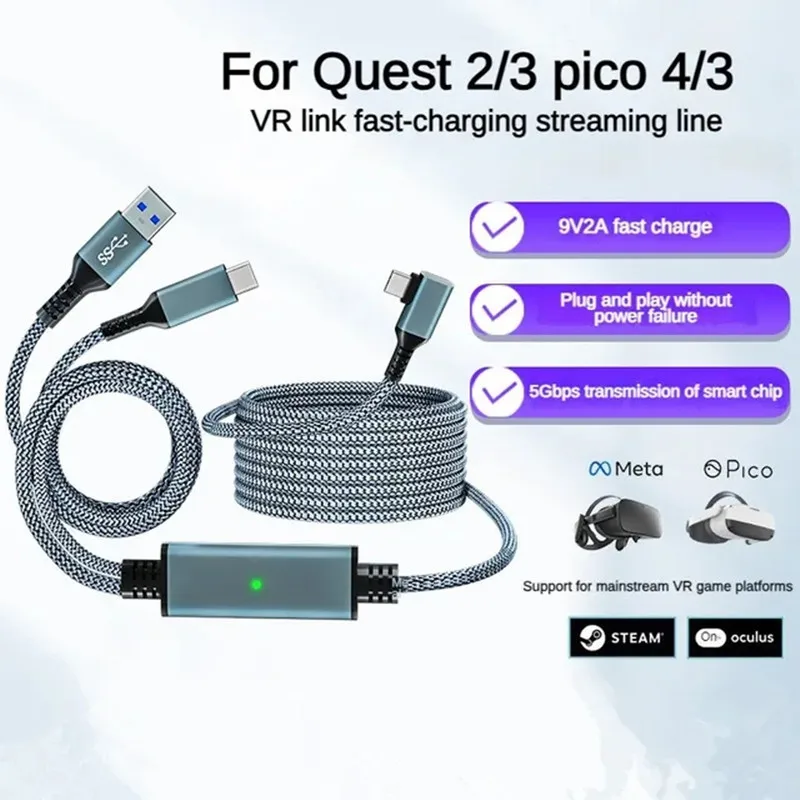 For Quest 2/3 pico 4/3
VR link fast-charging streaming line
9V2A fast charge
Plug and play without
power failure
5Gbps transmission of smart chip
SS
Meta
Pico
Support for mainstream VR game platforms
STEAM
On- oculus